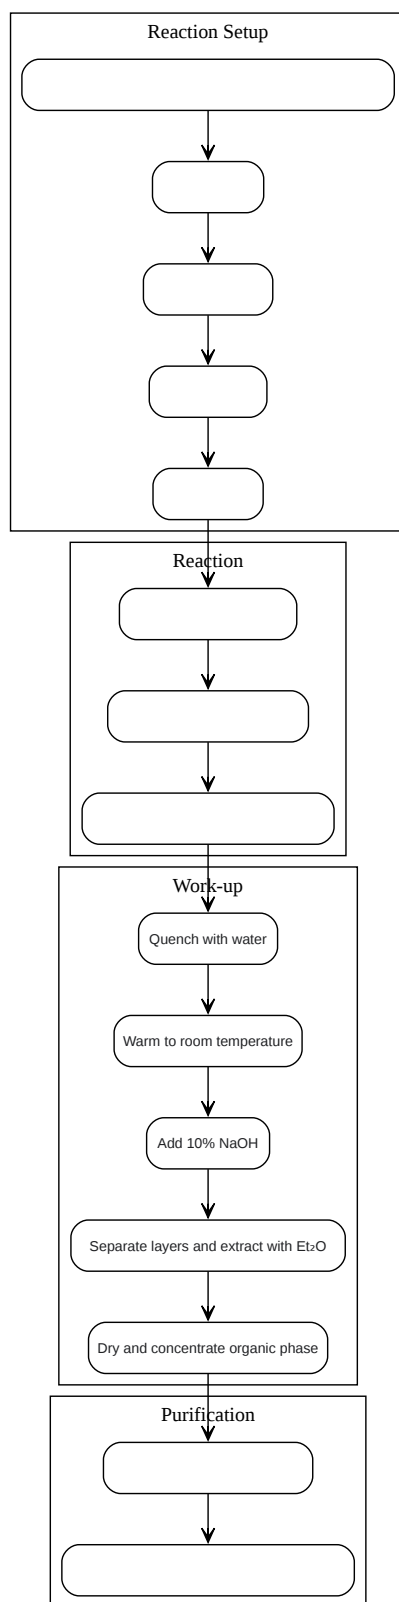 Reaction Setup
Reaction
Work-up
Quench with water
Warm to room temperature
Add 10% NaOH
Separate layers and extract with Et₂O
Dry and concentrate organic phase
Purification